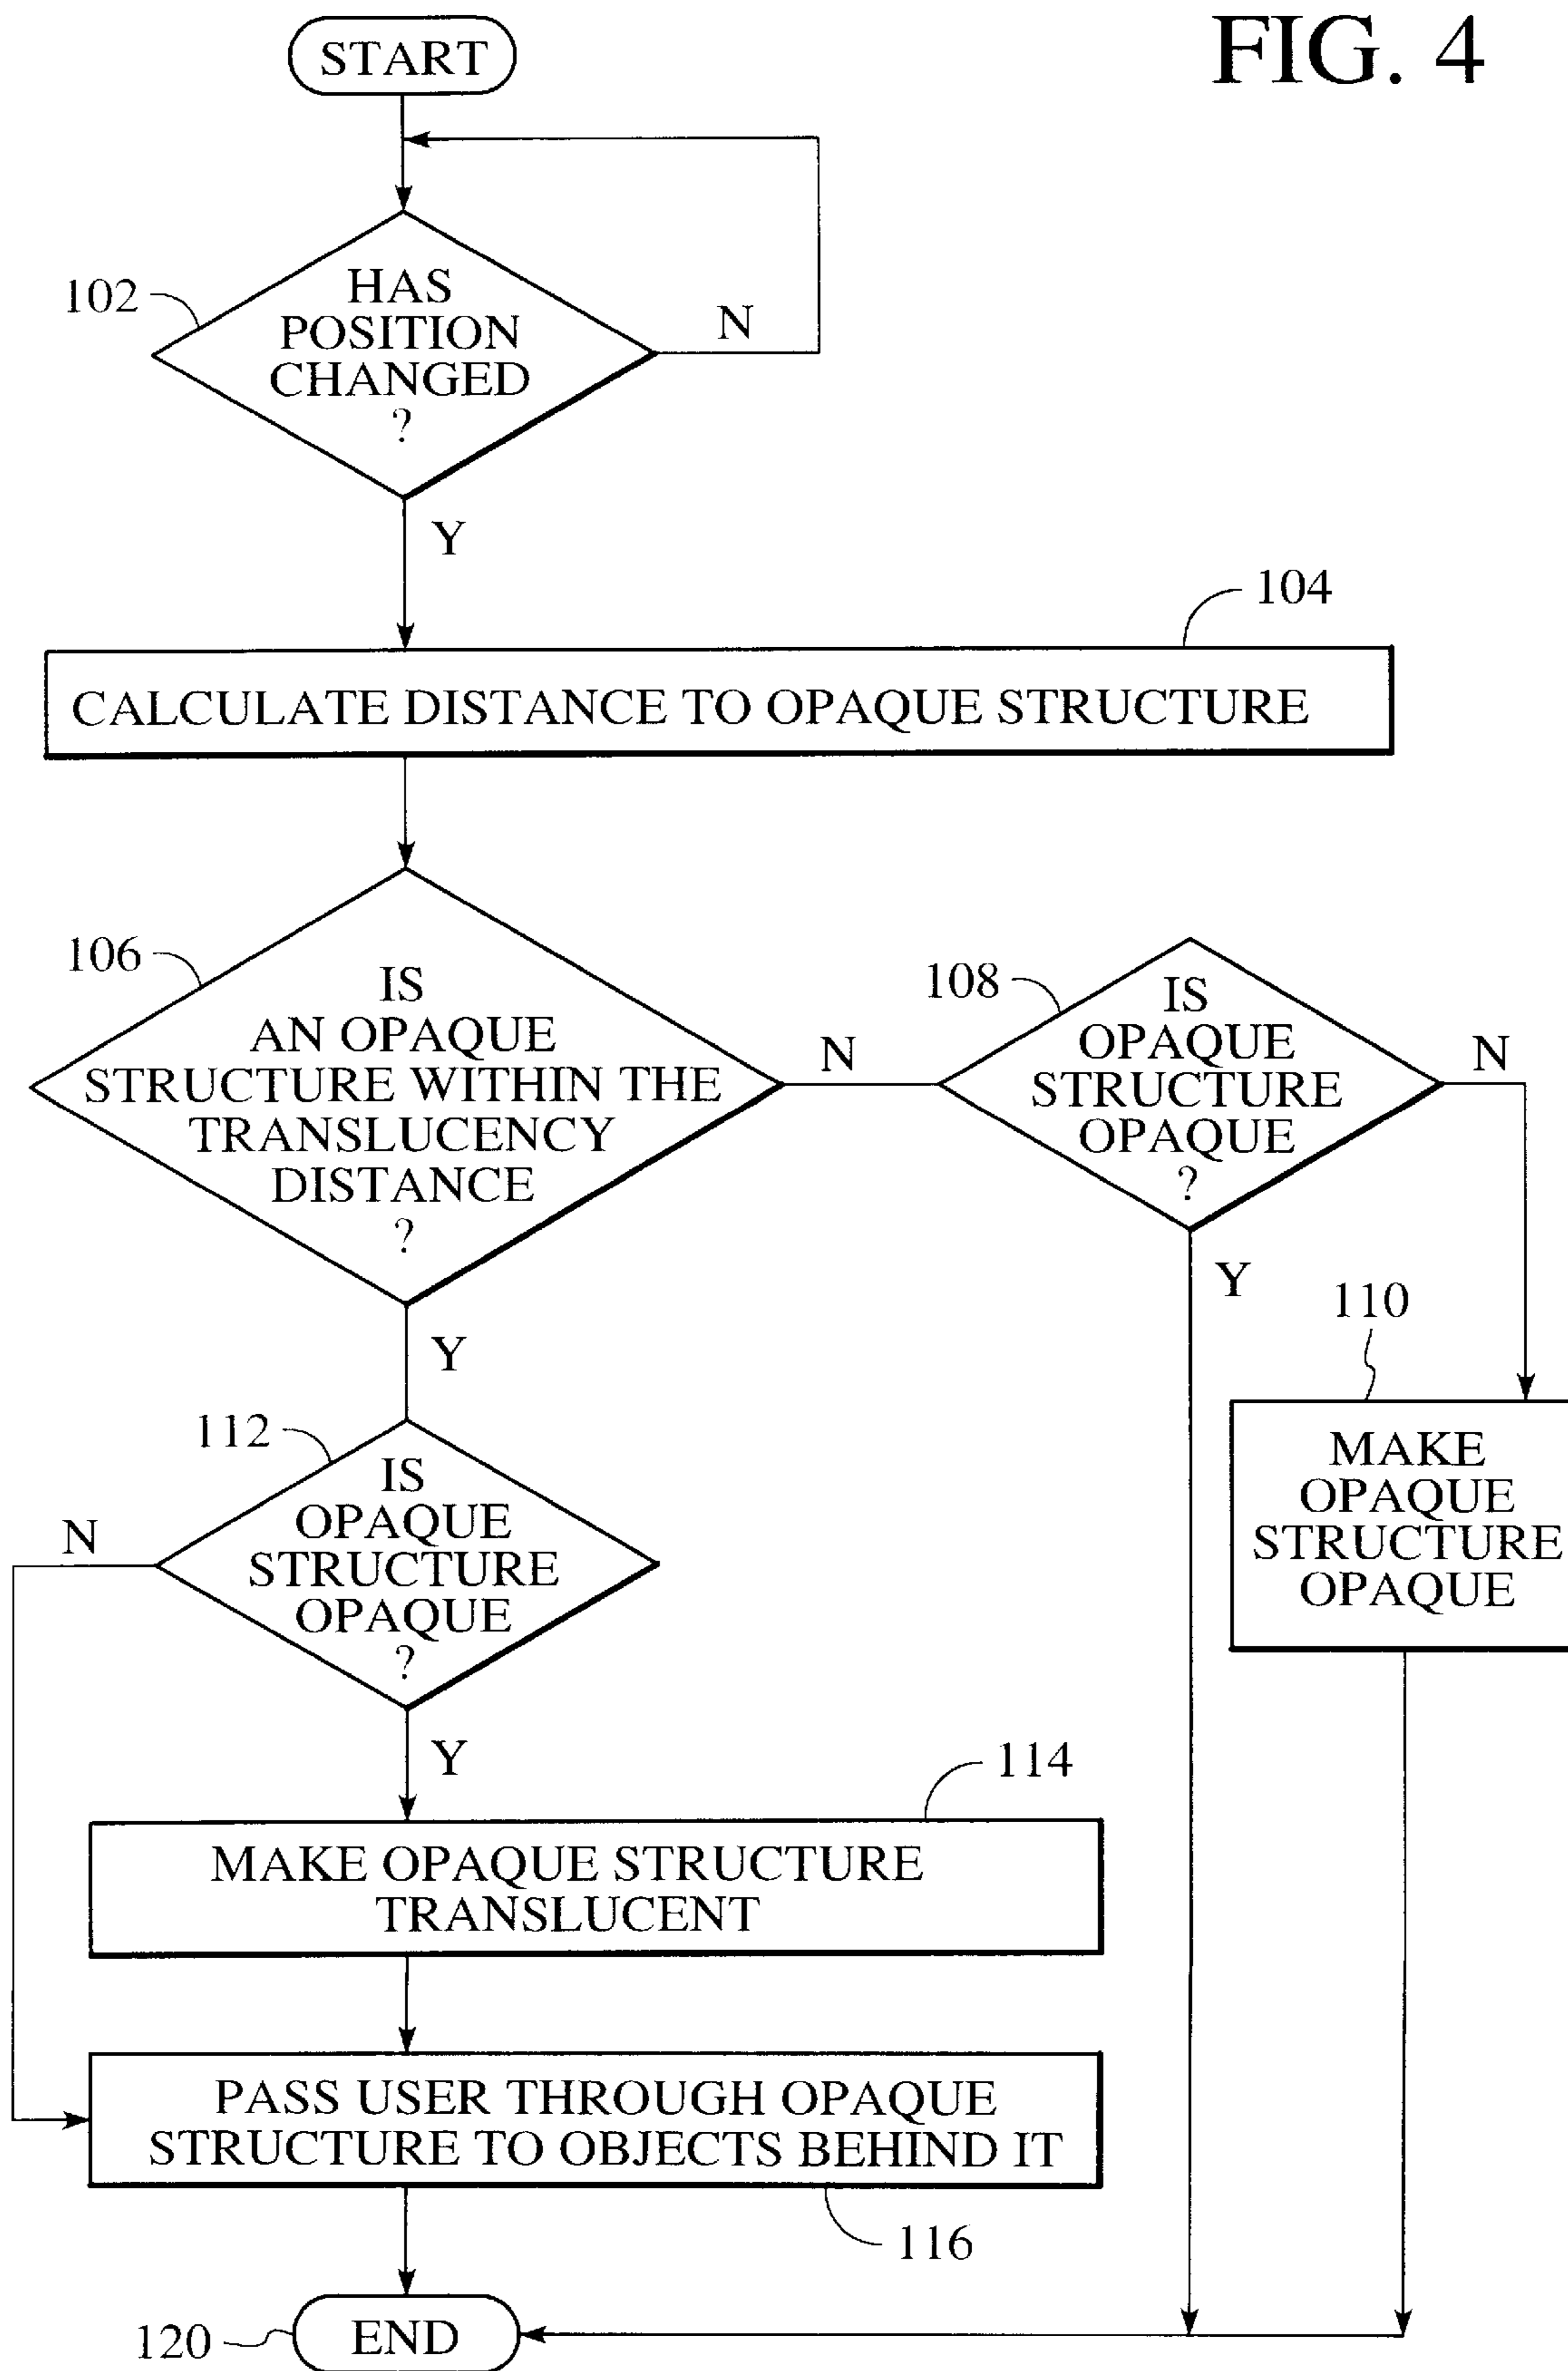 FIG. 4
START
102
HAS
POSITION
CHANGED
?
N
Y
104
CALCULATE DISTANCE TO OPAQUE STRUCTURE
106
IS
AN OPAQUE
STRUCTURE WITHIN THE
TRANSLUCENCY
DISTANCE
?
N
108
IS
OPAQUE
STRUCTURE
OPAQUE
?
N
Y
110
MAKE
OPAQUE
STRUCTURE
OPAQUE
Y
112
IS
OPAQUE
STRUCTURE
OPAQUE
?
N
Y
114
MAKE OPAQUE STRUCTURE
TRANSLUCENT
PASS USER THROUGH OPAQUE
STRUCTURE TO OBJECTS BEHIND IT
116
120
END